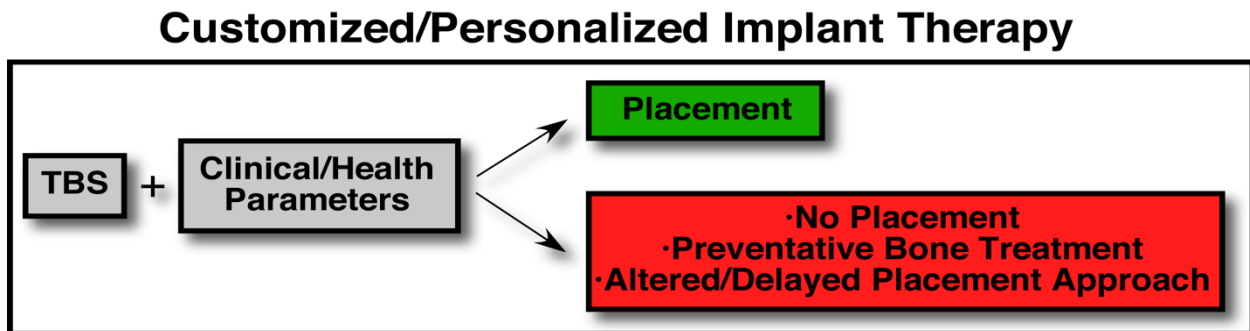 Customized/Personalized Implant Therapy
TBS
+
Clinical/Health
Parameters
Placement
·No Placement
·Preventative Bone Treatment
·Altered/Delayed Placement Approach